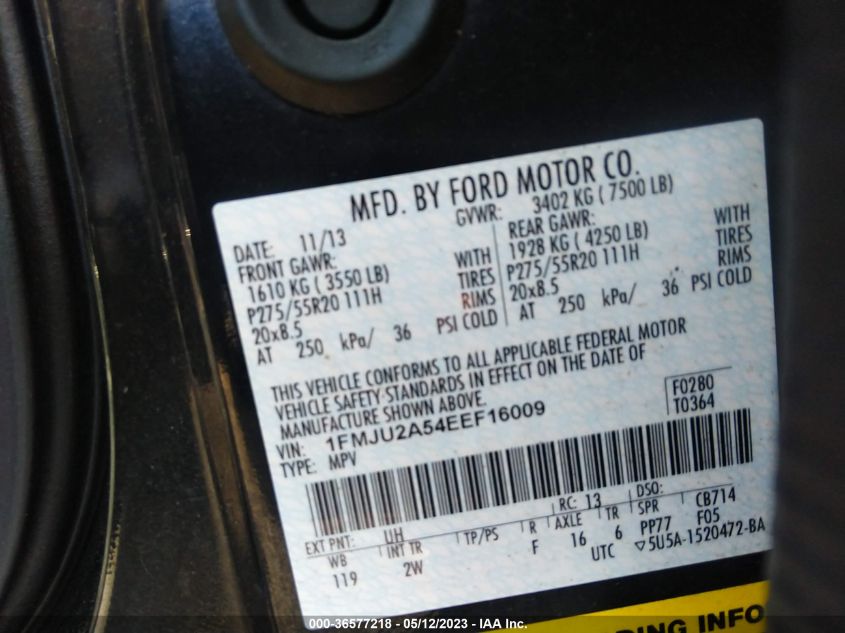 MFD. BY FORD MOTOR CO.
DATE: 11/13 GVWR: 3402 KG ( 7500 LB)
FRONT GAWR: REAR GAWR:
1610 KG ( 3550 LB) WITH 1928 KG ( 4250 LB) WITH
P275/55R20 111H TIRES P275/55R20 111H TIRES
20x8.5 RIMS 20x8.5 RIMS
AT 250 kPa/ 36 PSI COLD AT 250 kPa/ 36 PSI COLD
THIS VEHICLE CONFORMS TO ALL APPLICABLE FEDERAL MOTOR
VEHICLE SAFETY-STANDARDS IN EFFECT ON THE DATE OF
MANUFACTURE SHOWN ABOVE.
VIN: 1FMJU2A54EEF16009 F0280
TYPE: MPV T0364
EXT PNT: UH RC: 13 DSO: CB714
WB INT TR TP/PS R AXLE TR SPR F05
119 2W F 16 6 PP77
UTC ▽5U5A-1520472-BA
DING INFO
000-36577218 - 05/12/2023 - IAA Inc.